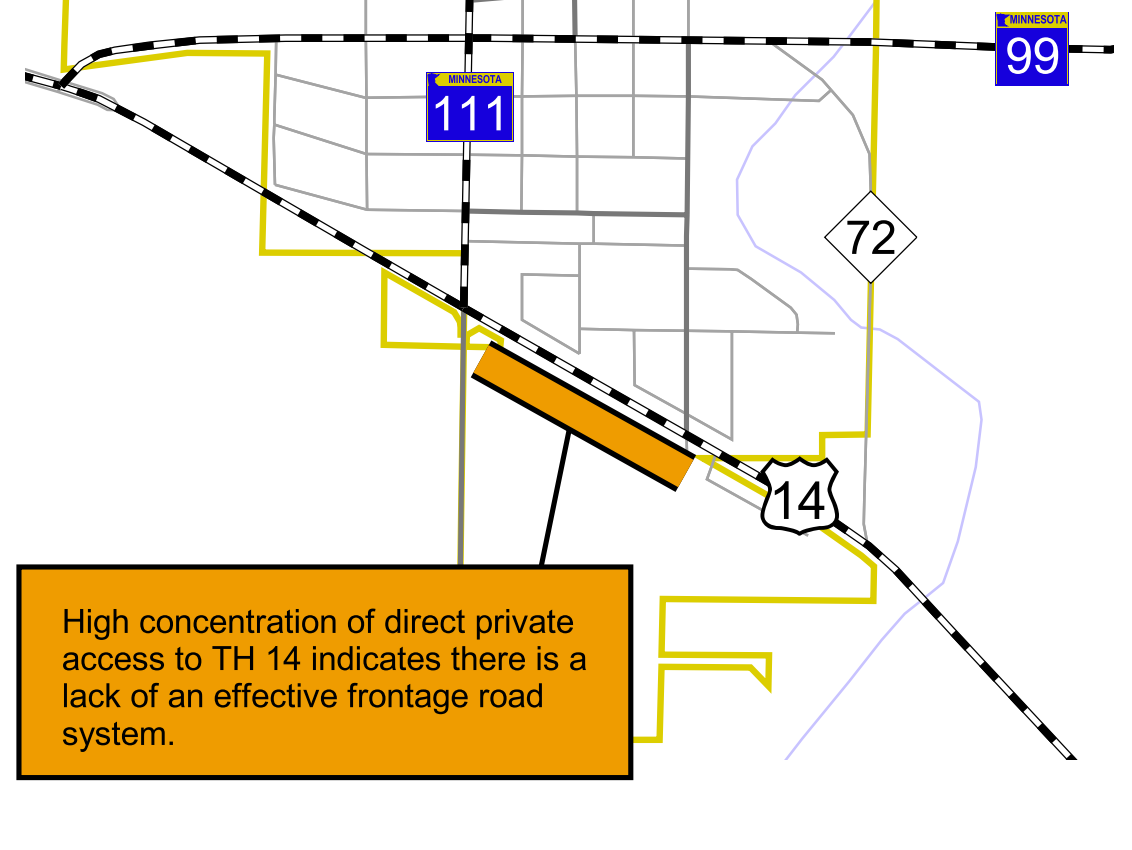 MINNESOTA
99
MINNESOTA
111
72
14
High concentration of direct private
access to TH 14 indicates there is a
lack of an effective frontage road
system.